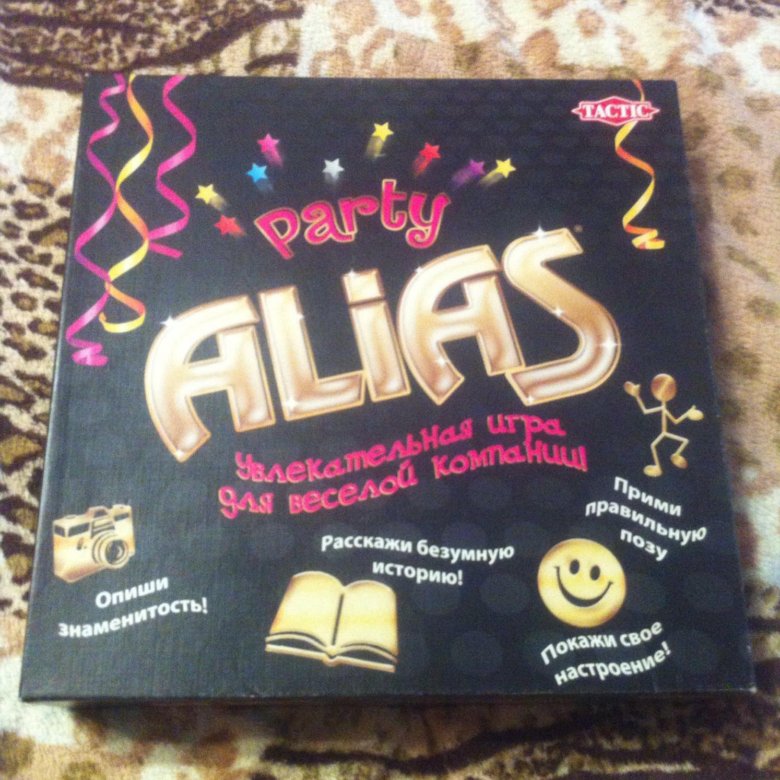 TACTIC
Party
ALiAS
Увлекательная игра
для веселой компании!
Прими
правильную
позу
Расскажи безумную
историю!
Опиши
знаменитость!
Покажи свое
настроение!